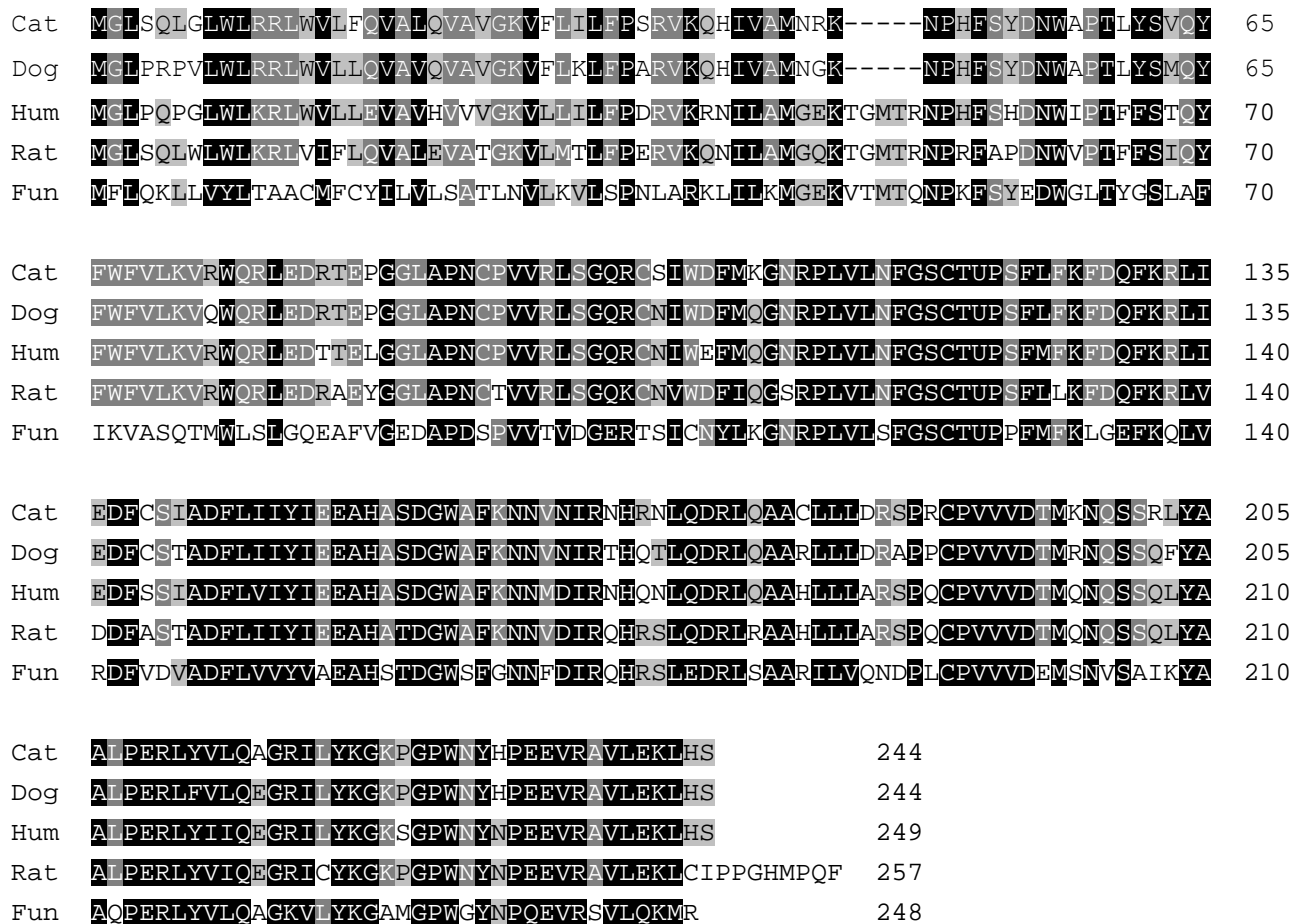 Cat MGLSQLGLWLRRLWVLFQVALQVAVGKVFLILFPSRVKQHIVAMNRK-----NPHFSYDNWAPTLYSVQY 65
Dog MGLPRPVLWLRRLWVLLQVAVQVAVGKVFLKLFPARVKQHIVAMNGK-----NPHFSYDNWAPTLYSMQY 65
Hum MGLPQPGLWLKRLWVLLEVAVHVVVGKVLLILFPDRVKRNILAMGEKTGMTRNPHFSHDNWIPTFFSTQY 70
Rat MGLSQLWLWLKRLVIFLQVALEVATGKVLMTLFPERVKQNILAMGQKTGMTRNPRFAPDNWVPTFFSIQY 70
Fun MFLQKLLVYLTAACMFCYILVLSATLNVLKVLSPNLARKLILKMGEKVTMTQNPKFSYEDWGLTYGSLAF 70
Cat FWFVLKVRWQRLEDRTEPGGLAPNCPVVRLSGQRCSIWDFMKGNRPLVLNFGSCTUPSFLFKFDQFKRLI 135
Dog FWFVLKVQWQRLEDRTEPGGLAPNCPVVRLSGQRCNIWDFMQGNRPLVLNFGSCTUPSFLFKFDQFKRLI 135
Hum FWFVLKVRWQRLEDTTELGGLAPNCPVVRLSGQRCNIWEFMQGNRPLVLNFGSCTUPSFMFKFDQFKRLI 140
Rat FWFVLKVRWQRLEDRAEYGGLAPNCTVVRLSGQKCNVWDFIQGSRPLVLNFGSCTUPSFLLKFDQFKRLV 140
Fun IKVASQTMWLSLGQEAFVGEDAPDSPVVTVDGERTSICNYLKGNRPLVLSFGSCTUPPFMFKLGEFKQLV 140
Cat EDFCSIADFLIIYIEEAHASDGWAFKNNVNIRNHRNLQDRLQAACLLLDRSPRCPVVVDTMKNQSSRLYA 205
Dog EDFCSTADFLIIYIEEAHASDGWAFKNNVNIRTHQTLQDRLQAARLLLDRAPPCPVVVDTMRNQSSQFYA 205
Hum EDFSSIADFLVIYIEEAHASDGWAFKNNMDIRNHQNLQDRLQAAHLLLARSPQCPVVVDTMQNQSSQLYA 210
Rat DDFASTADFLIIYIEEAHATDGWAFKNNVDIRQHRSLQDRLRAAHLLLARSPQCPVVVDTMQNQSSQLYA 210
Fun RDFVDVADFLVVYVAEAHSTDGWSFGNNFDIRQHRSLEDRLSAARILVQNDPLCPVVVDEMSNVSAIKYA 210
Cat ALPERLYVLQAGRILYKGKPGPWNYHPEEVRAVLEKLHS 244
Dog ALPERLFVLQEGRILYKGKPGPWNYHPEEVRAVLEKLHS 244
Hum ALPERLYIIQEGRILYKGKSGPWNYNPEEVRAVLEKLHS 249
Rat ALPERLYVIQEGRICYKGKPGPWNYNPEEVRAVLEKLCIPPGHMPQF 257
Fun AQPERLYVLQAGKVLYKGAMGPWGYNPQEVRSVLQKMR 248